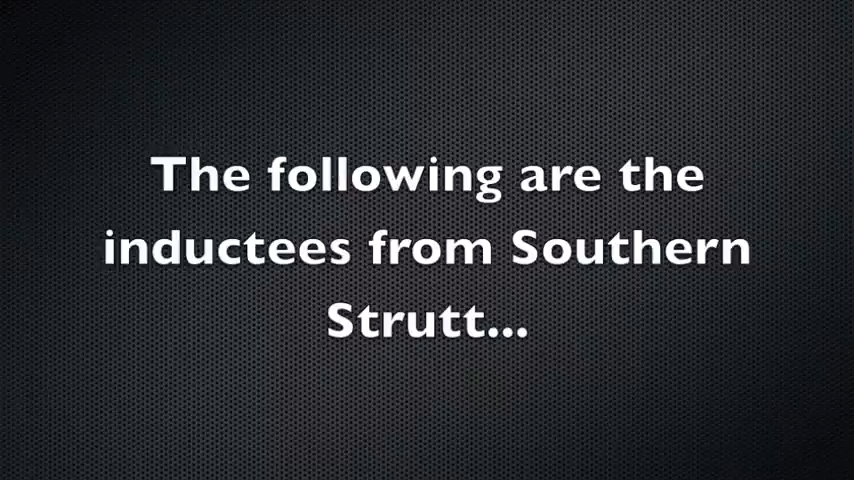 The following are the
inductees from Southern
Strutt...